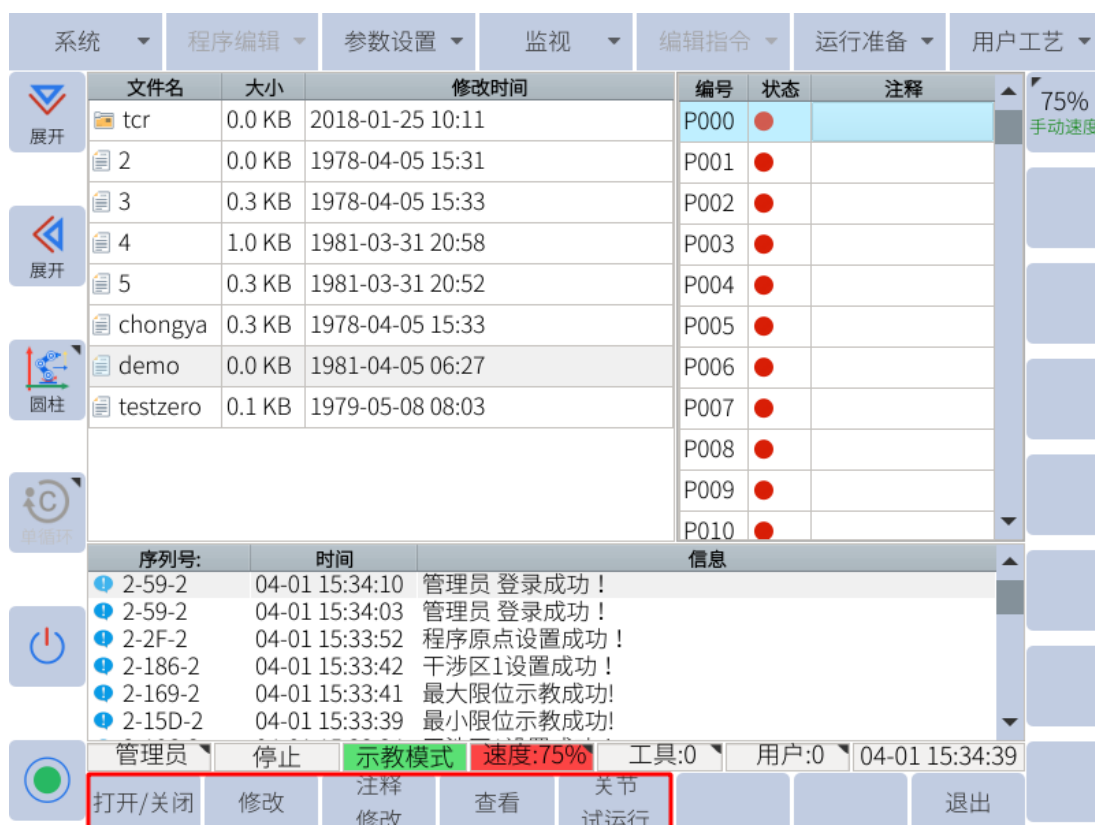 系统 程序编辑 参数设置 监视 编辑指令 运行准备 用户工艺
展开
展开
圆柱
单循环
文件名 大小 修改时间
tcr 0.0 KB 2018-01-25 10:11
2 0.0 KB 1978-04-05 15:31
3 0.3 KB 1978-04-05 15:33
4 1.0 KB 1981-03-31 20:58
5 0.3 KB 1981-03-31 20:52
chongya 0.3 KB 1978-04-05 15:33
demo 0.0 KB 1981-04-05 06:27
testzero 0.1 KB 1979-05-08 08:03
编号 状态 注释
P000
P001
P002
P003
P004
P005
P006
P007
P008
P009
P010
75%
手动速度
序列号: 时间 信息
2-59-2 04-01 15:34:10 管理员 登录成功！
2-59-2 04-01 15:34:03 管理员 登录成功！
2-2F-2 04-01 15:33:52 程序原点设置成功！
2-186-2 04-01 15:33:42 干涉区1设置成功！
2-169-2 04-01 15:33:41 最大限位示教成功!
2-15D-2 04-01 15:33:39 最小限位示教成功!
管理员 停止 示教模式 速度:75% 工具:0 用户:0 04-01 15:34:39
打开/关闭 修改
注释
修改
查看
关节
试运行
退出